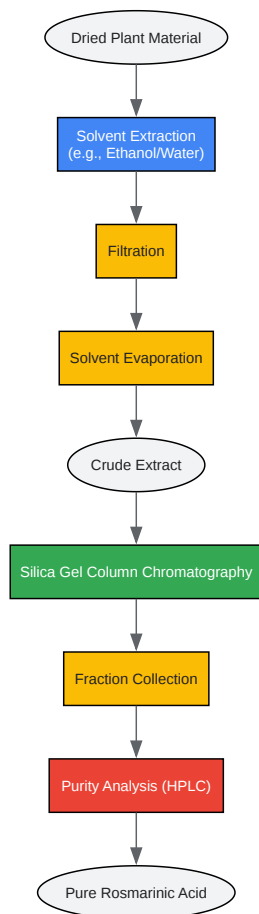 Dried Plant Material
Solvent Extraction
(e.g., Ethanol/Water)
Filtration
Solvent Evaporation
Crude Extract
Silica Gel Column Chromatography
Fraction Collection
Purity Analysis (HPLC)
Pure Rosmarinic Acid